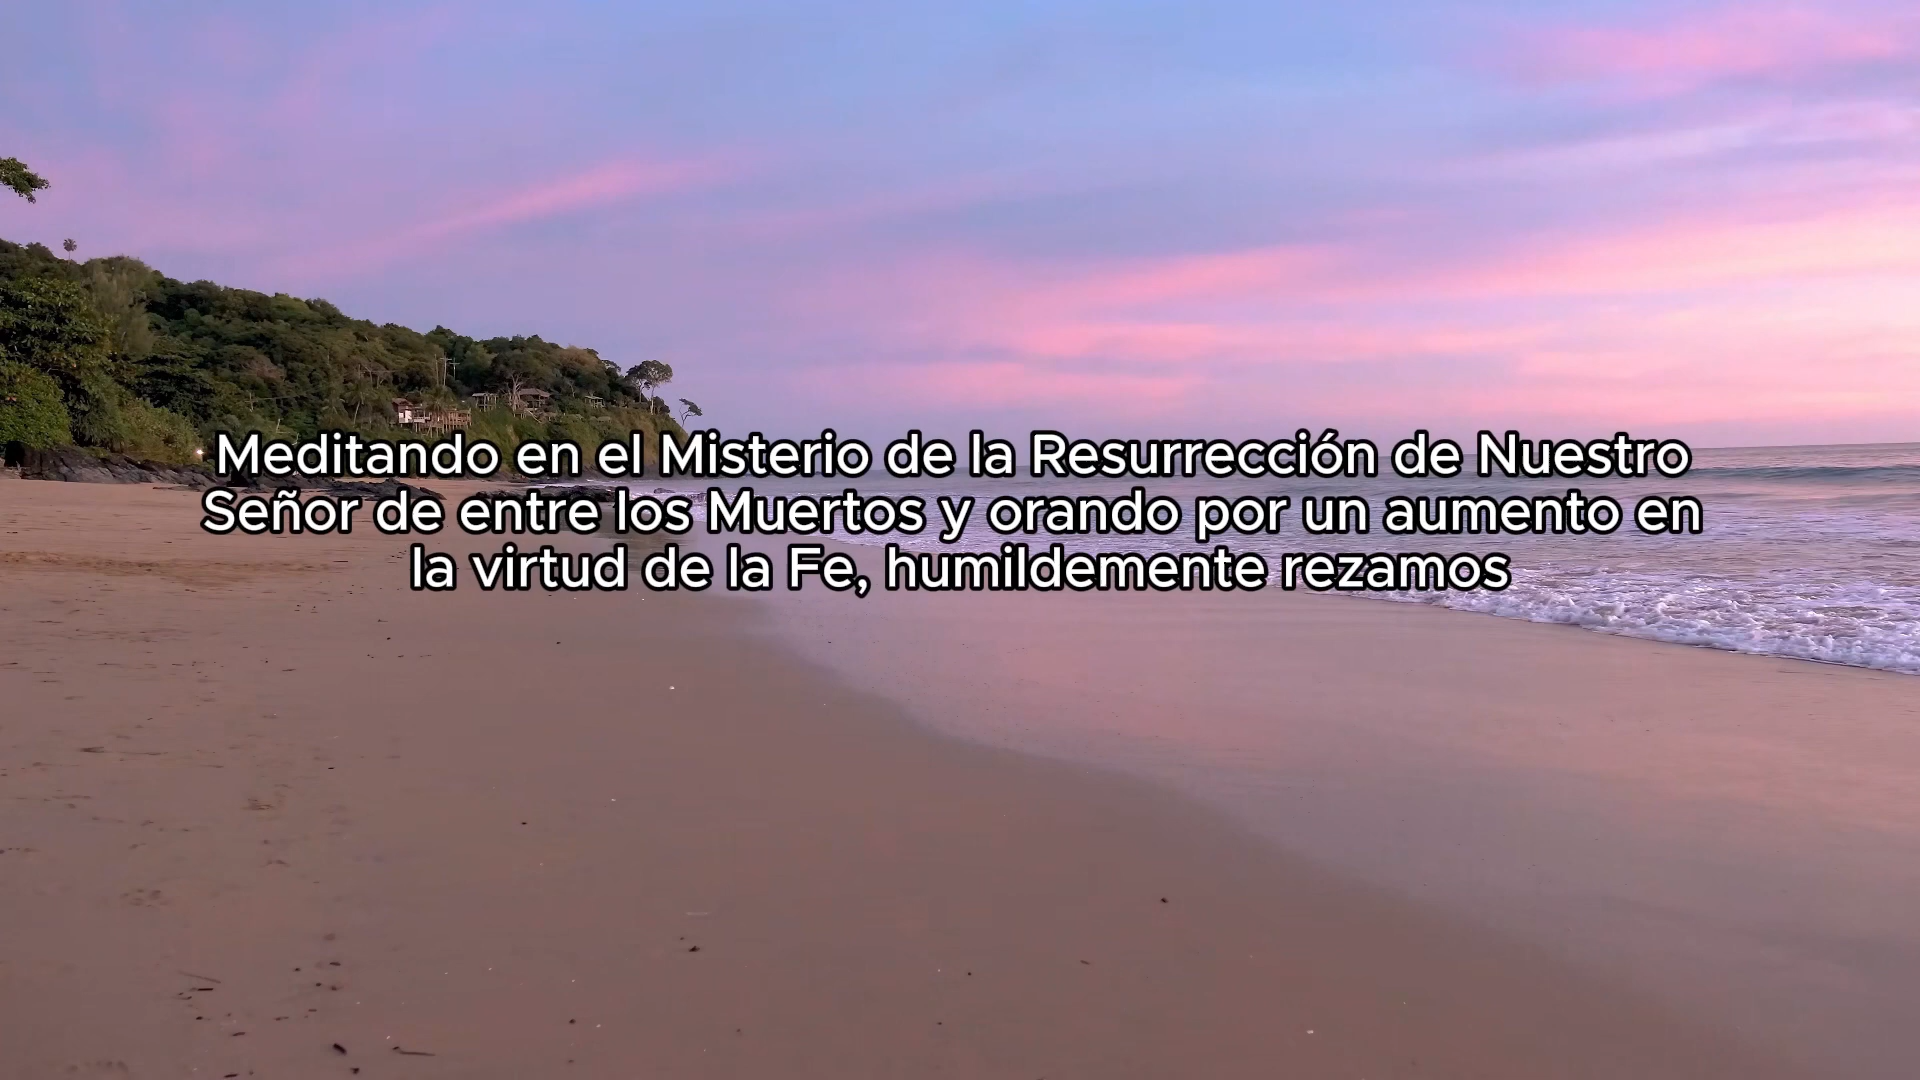 Meditando en el Misterio de la Resurrección de Nuestro
Señor de entre los Muertos y orando por un aumento en
la virtud de la Fe, humildemente rezamos